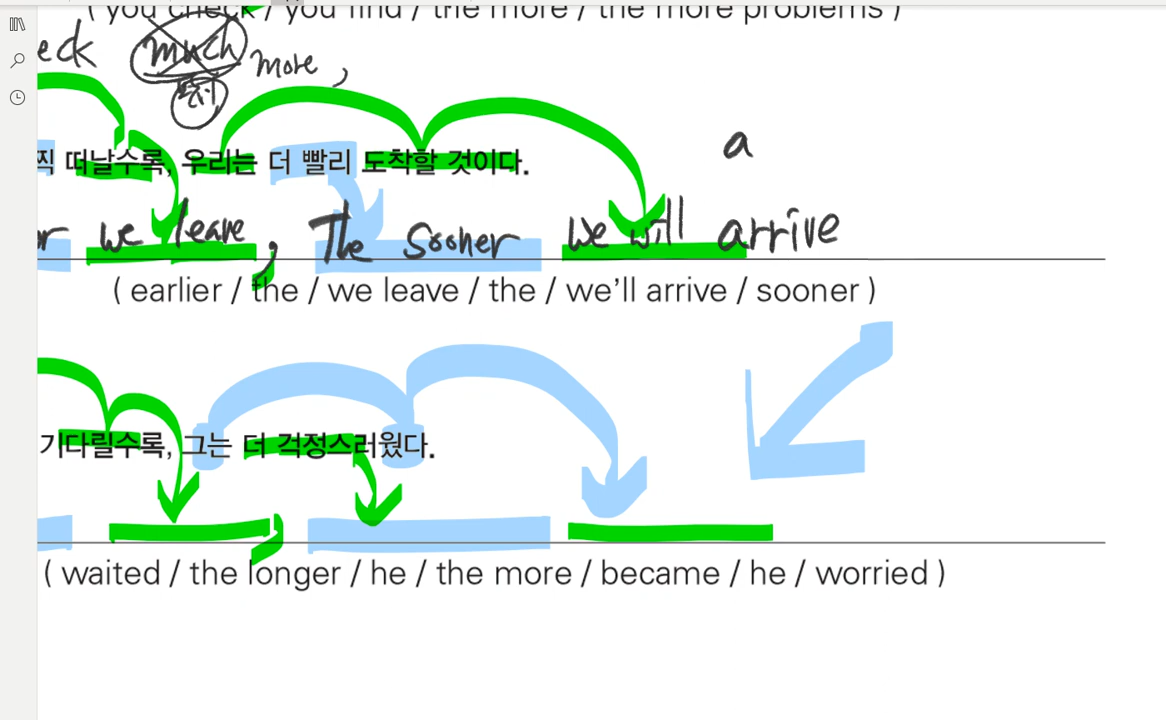 ( you check / you find / the more / the more problems )
eck much more,
찍 떠날수록, 우리는 더 빨리 도착할 것이다.
a
er we leave, The sooner we will arrive
( earlier / the / we leave / the / we'll arrive / sooner )
기다릴수록, 그는 더 걱정스러웠다.
( waited / the longer / he / the more / became / he / worried )